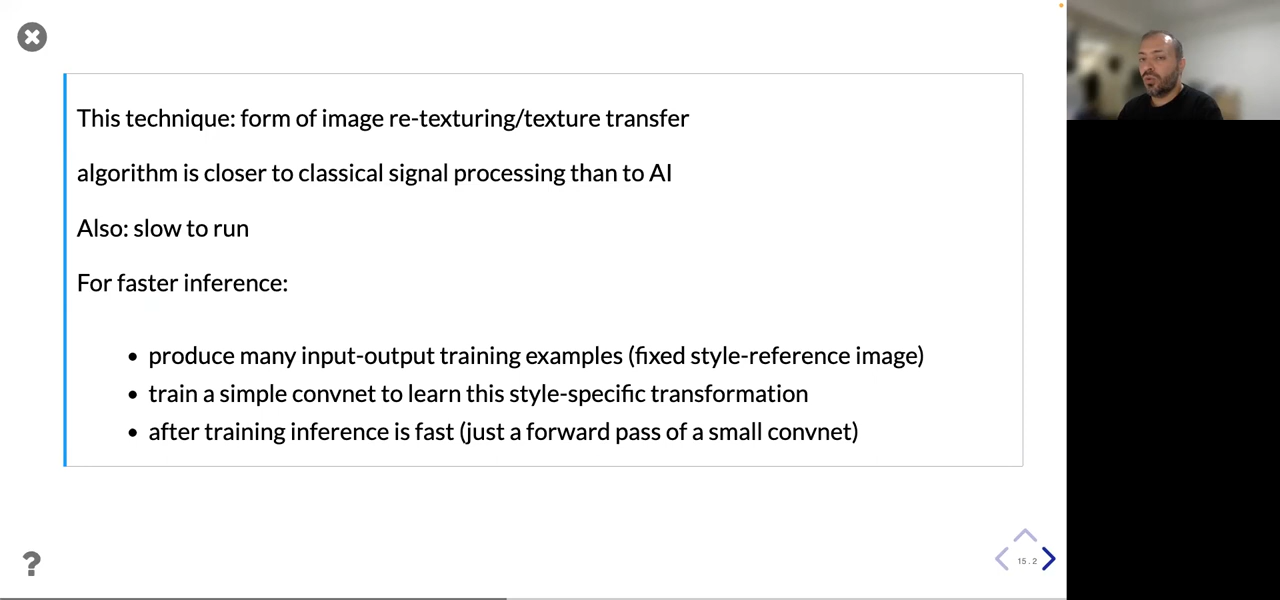 This technique: form of image re-texturing/texture transfer
algorithm is closer to classical signal processing than to AI
Also: slow to run
For faster inference:
• produce many input-output training examples (fixed style-reference image)
• train a simple convnet to learn this style-specific transformation
• after training inference is fast (just a forward pass of a small convnet)
?
15.2